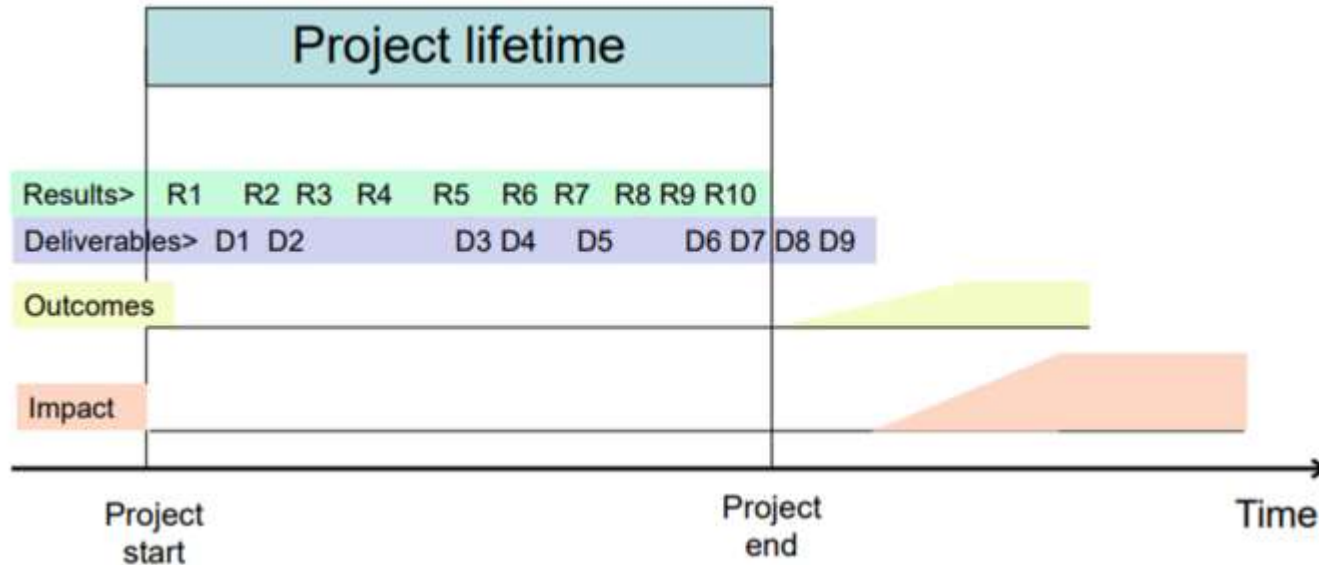 Project lifetime
Results> R1 R2 R3 R4 R5 R6 R7 R8 R9 R10
Deliverables> D1 D2 D3 D4 D5 D6 D7 D8 D9
Outcomes
Impact
Project
start
Project
end
Time